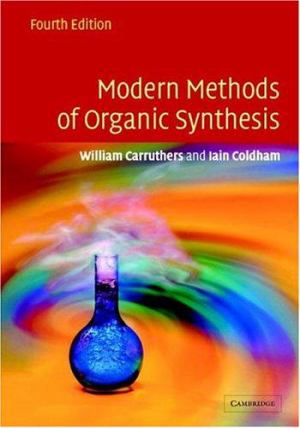 Fourth Edition
Modern Methods
of Organic Synthesis
William Carruthers and Iain Coldham
CAMBRIDGE